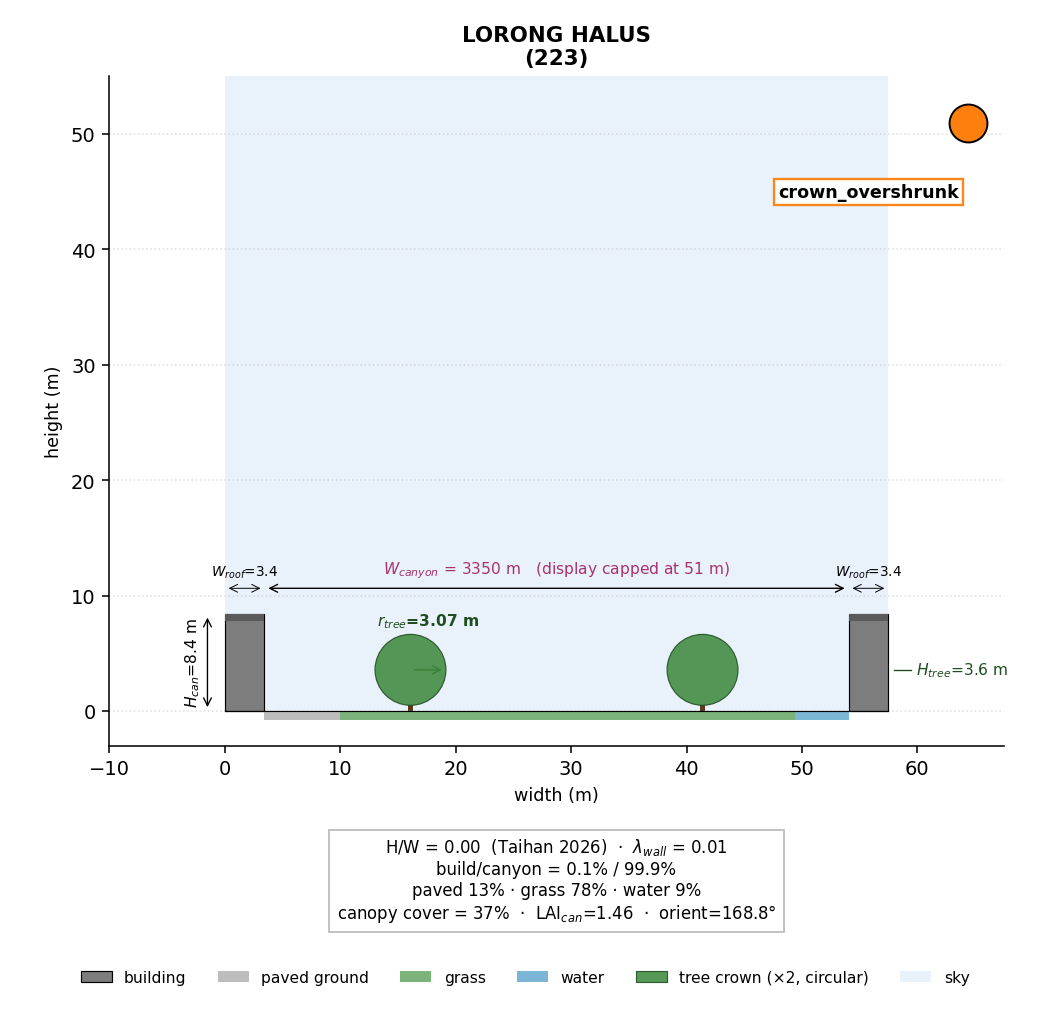 LORONG HALUS
(223)
50
crown_overshrunk
40
30
height (m)
20
W_roof=3.4
W_canyon = 3350 m (display capped at 51 m)
W_roof=3.4
10
H_can=8.4 m
r_tree=3.07 m
H_tree=3.6 m
0
−10 0 10 20 30 40 50 60
width (m)
H/W = 0.00 (Taihan 2026) · λ_wall = 0.01
build/canyon = 0.1% / 99.9%
paved 13% · grass 78% · water 9%
canopy cover = 37% · LAI_can=1.46 · orient=168.8°
building paved ground grass water tree crown (×2, circular) sky